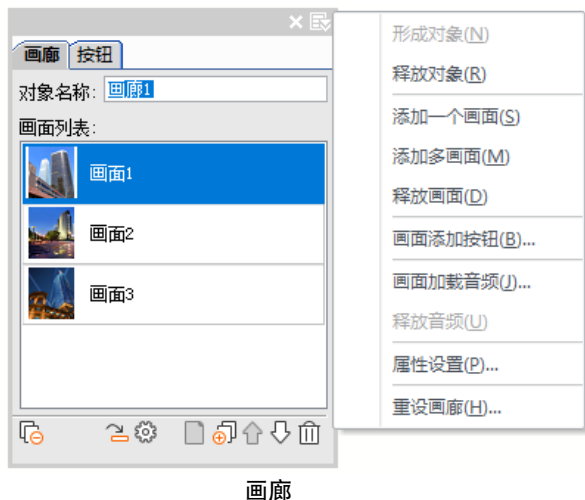 画廊 按钮
对象名称: 画廊1
画面列表:
画面1
画面2
画面3
形成对象(N)
释放对象(R)
添加一个画面(S)
添加多画面(M)
释放画面(D)
画面添加按钮(B)...
画面加载音频(J)...
释放音频(U)
属性设置(P)...
重设画廊(H)...
画廊